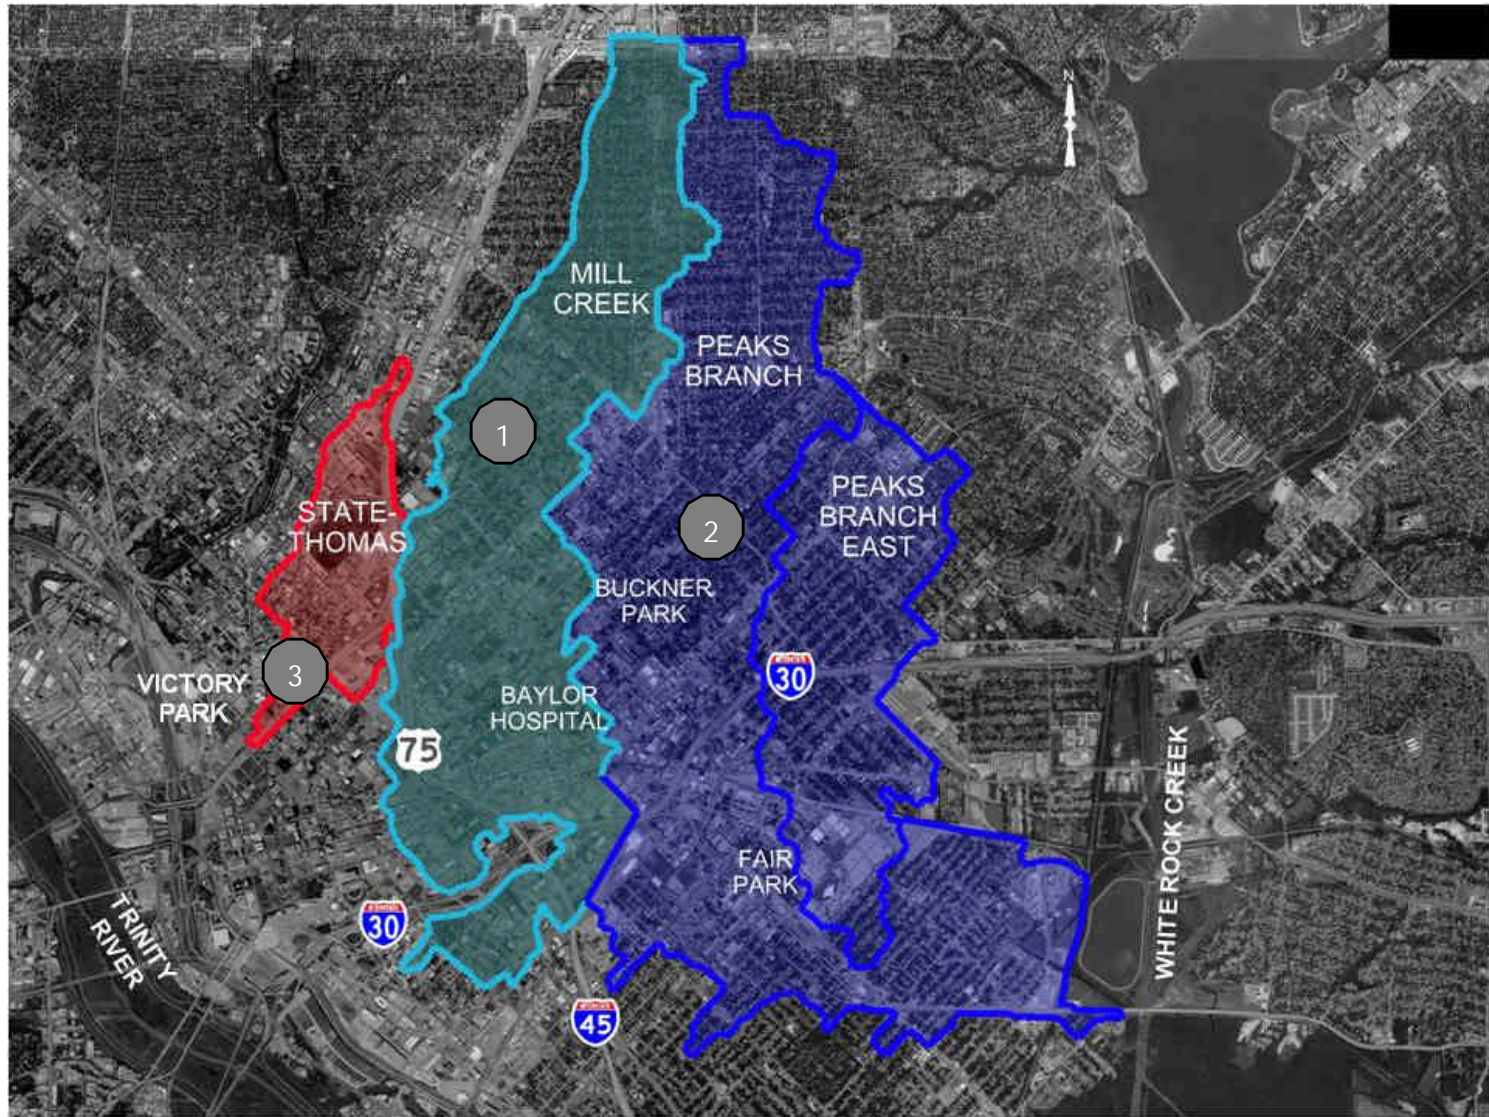 N
MILL
CREEK
PEAKS
BRANCH
1
PEAKS
BRANCH
EAST
STATE-
THOMAS
2
BUCKNER
PARK
3
VICTORY
PARK
30
BAYLOR
HOSPITAL
75
WHITE ROCK CREEK
FAIR
PARK
30
TRINITY
RIVER
45